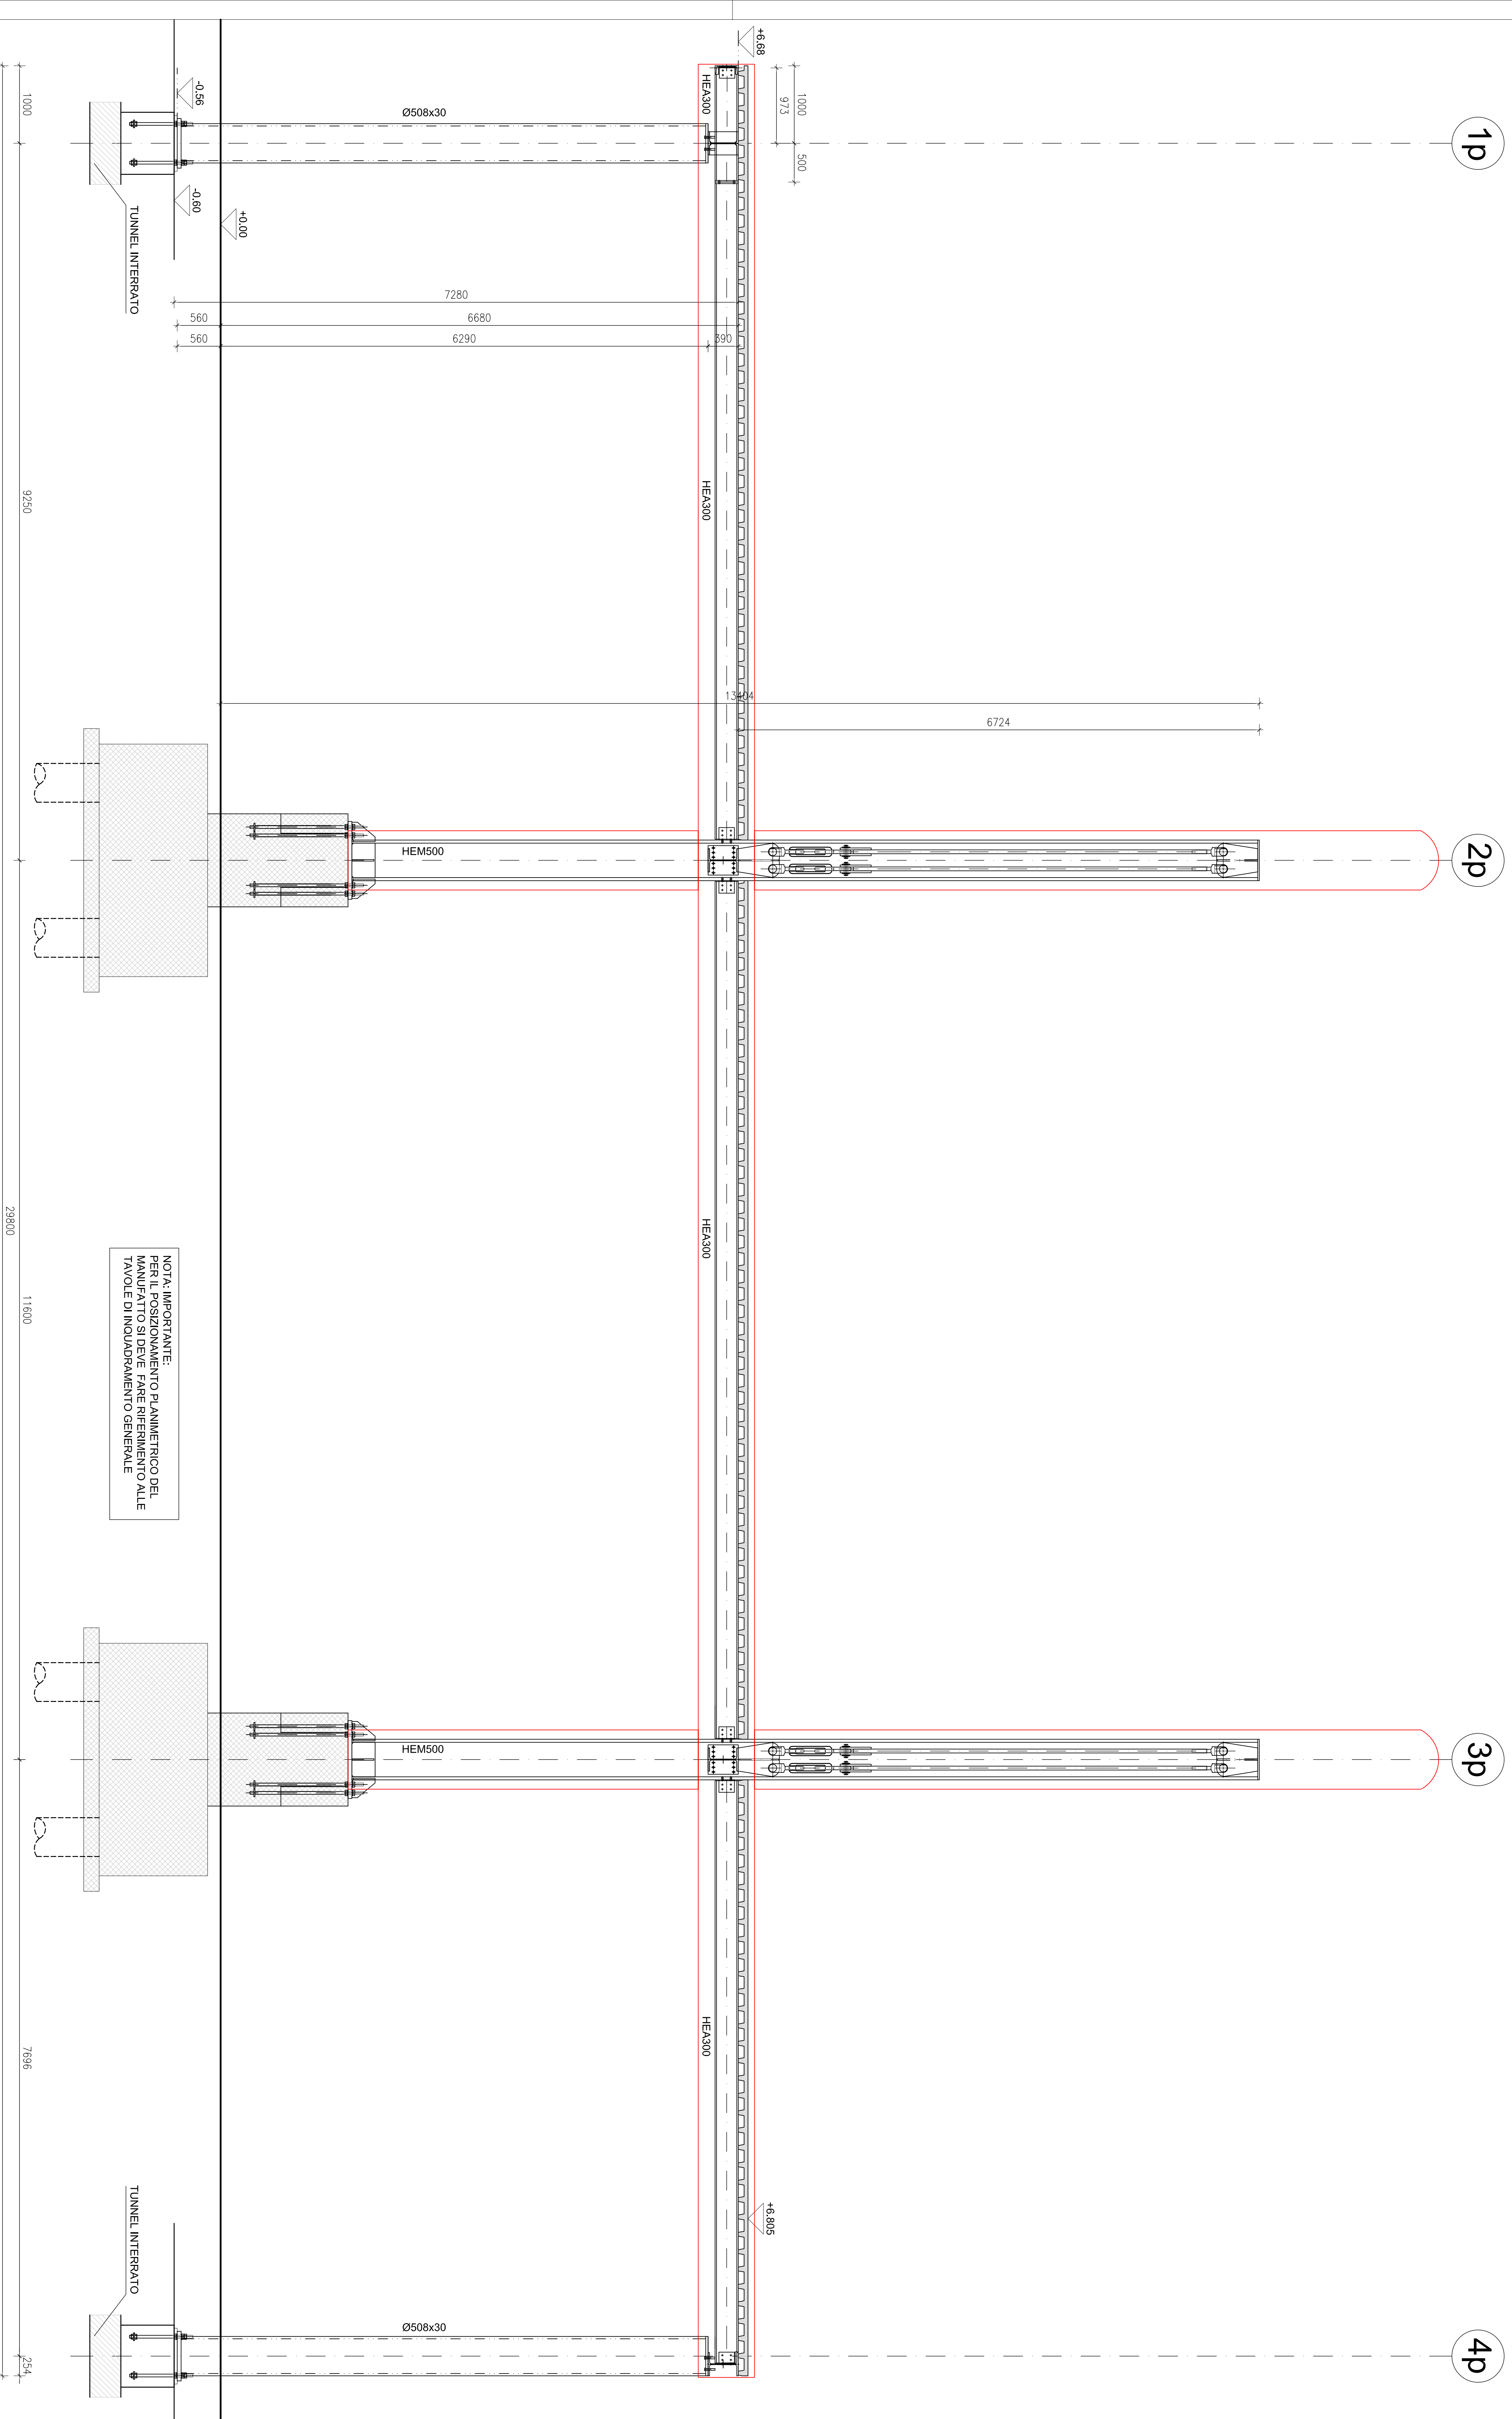 1p
2p
3p
4p
+6.68
1000
973
500
HEA300
Ø508x30
-0.56
-0.60
+0.00
TUNNEL INTERRATO
7280
560
6680
560
6290
390
HEA300
13404
6724
HEM500
HEA300
HEM500
HEA300
+6.805
Ø508x30
TUNNEL INTERRATO
NOTA: IMPORTANTE:
PER IL POSIZIONAMENTO PLANIMETRICO DEL
MANUFATTO SI DEVE FARE RIFERIMENTO ALLE
TAVOLE DI INQUADRAMENTO GENERALE
1000
9250
11600
7696
254
29800